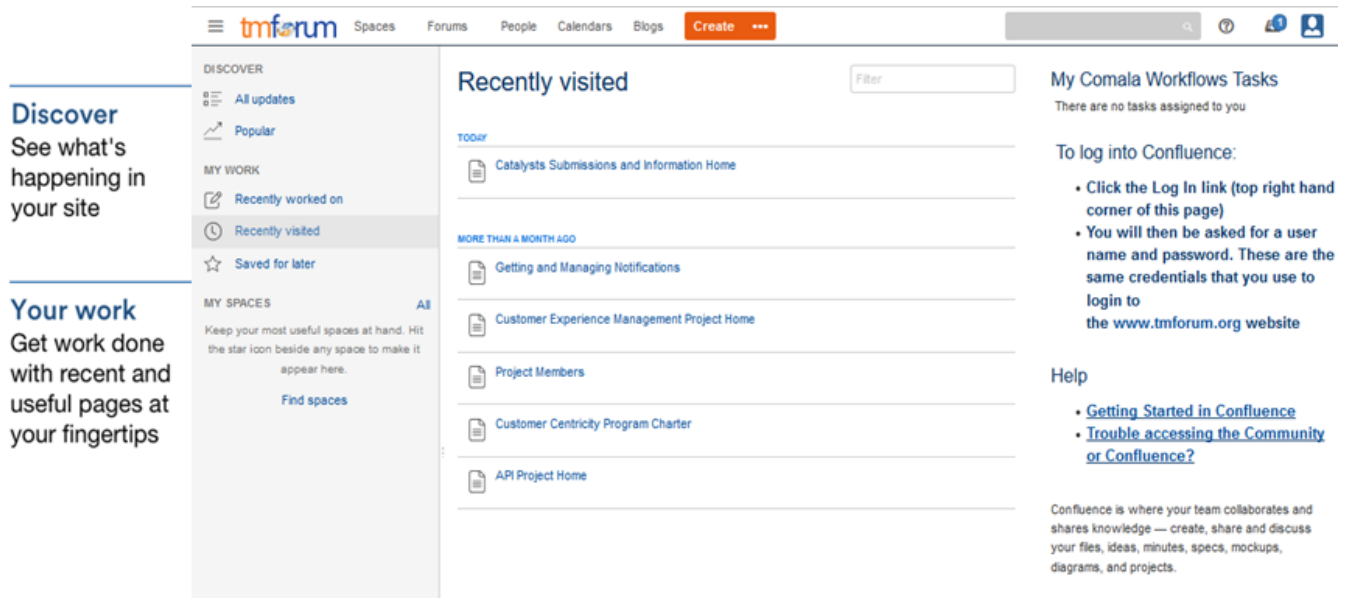 tmforum Spaces Forums People Calendars Blogs Create ••• 1
Discover
See what's
happening in
your site
Your work
Get work done
with recent and
useful pages at
your fingertips
DISCOVER
All updates
Popular
MY WORK
Recently worked on
Recently visited
Saved for later
MY SPACES All
Keep your most useful spaces at hand. Hit
the star icon beside any space to make it
appear here.
Find spaces
Recently visited
Filter
TODAY
Catalysts Submissions and Information Home
MORE THAN A MONTH AGO
Getting and Managing Notifications
Customer Experience Management Project Home
Project Members
Customer Centricity Program Charter
API Project Home
My Comala Workflows Tasks
There are no tasks assigned to you
To log into Confluence:
• Click the Log In link (top right hand
corner of this page)
• You will then be asked for a user
name and password. These are the
same credentials that you use to
login to
the www.tmforum.org website
Help
• Getting Started in Confluence
• Trouble accessing the Community
or Confluence?
Confluence is where your team collaborates and
shares knowledge — create, share and discuss
your files, ideas, minutes, specs, mockups,
diagrams, and projects.